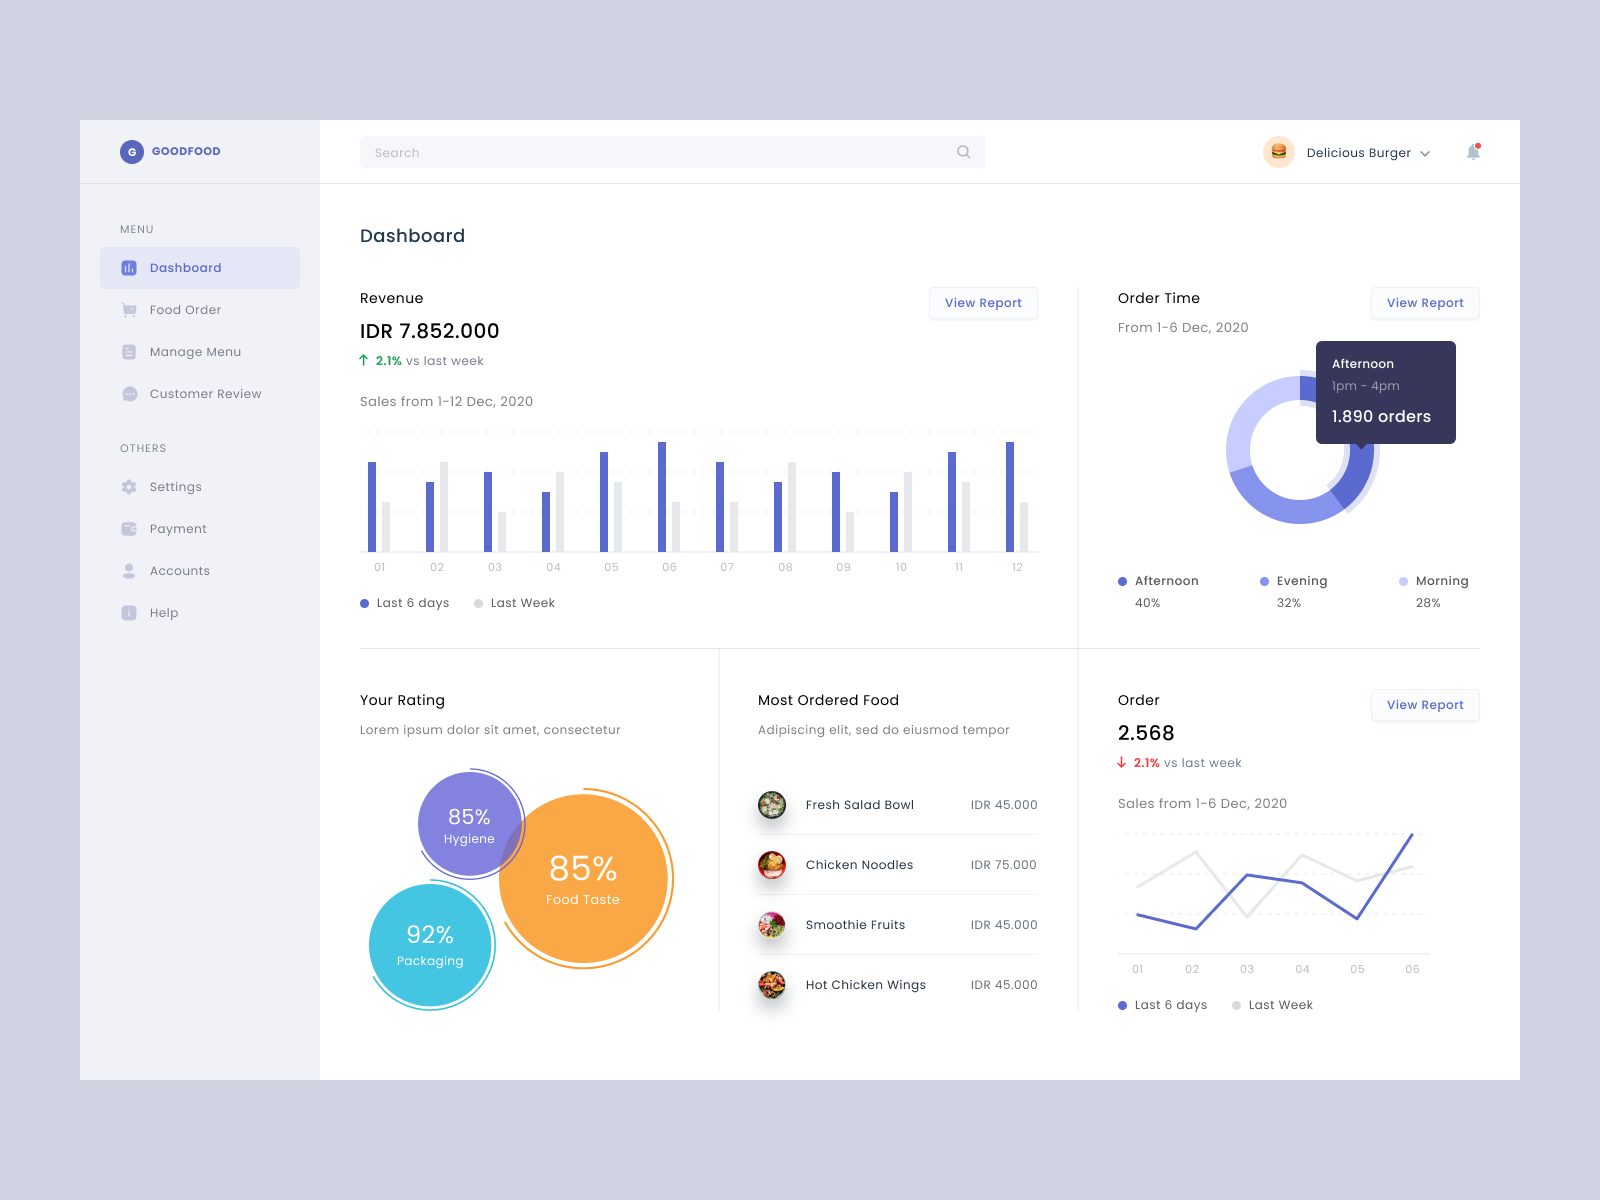 G GOODFOOD
Search
Delicious Burger
MENU
Dashboard
Food Order
Manage Menu
Customer Review
OTHERS
Settings
Payment
Accounts
Help
Dashboard
Revenue
View Report
IDR 7.852.000
2.1% vs last week
Sales from 1-12 Dec, 2020
01 02 03 04 05 06 07 08 09 10 11 12
Last 6 days Last Week
Order Time
View Report
From 1-6 Dec, 2020
Afternoon
1pm - 4pm
1.890 orders
Afternoon Evening Morning
40% 32% 28%
Your Rating
Lorem ipsum dolor sit amet, consectetur
85%
Hygiene
85%
Food Taste
92%
Packaging
Most Ordered Food
Adipiscing elit, sed do eiusmod tempor
Fresh Salad Bowl IDR 45.000
Chicken Noodles IDR 75.000
Smoothie Fruits IDR 45.000
Hot Chicken Wings IDR 45.000
Order
View Report
2.568
2.1% vs last week
Sales from 1-6 Dec, 2020
01 02 03 04 05 06
Last 6 days Last Week